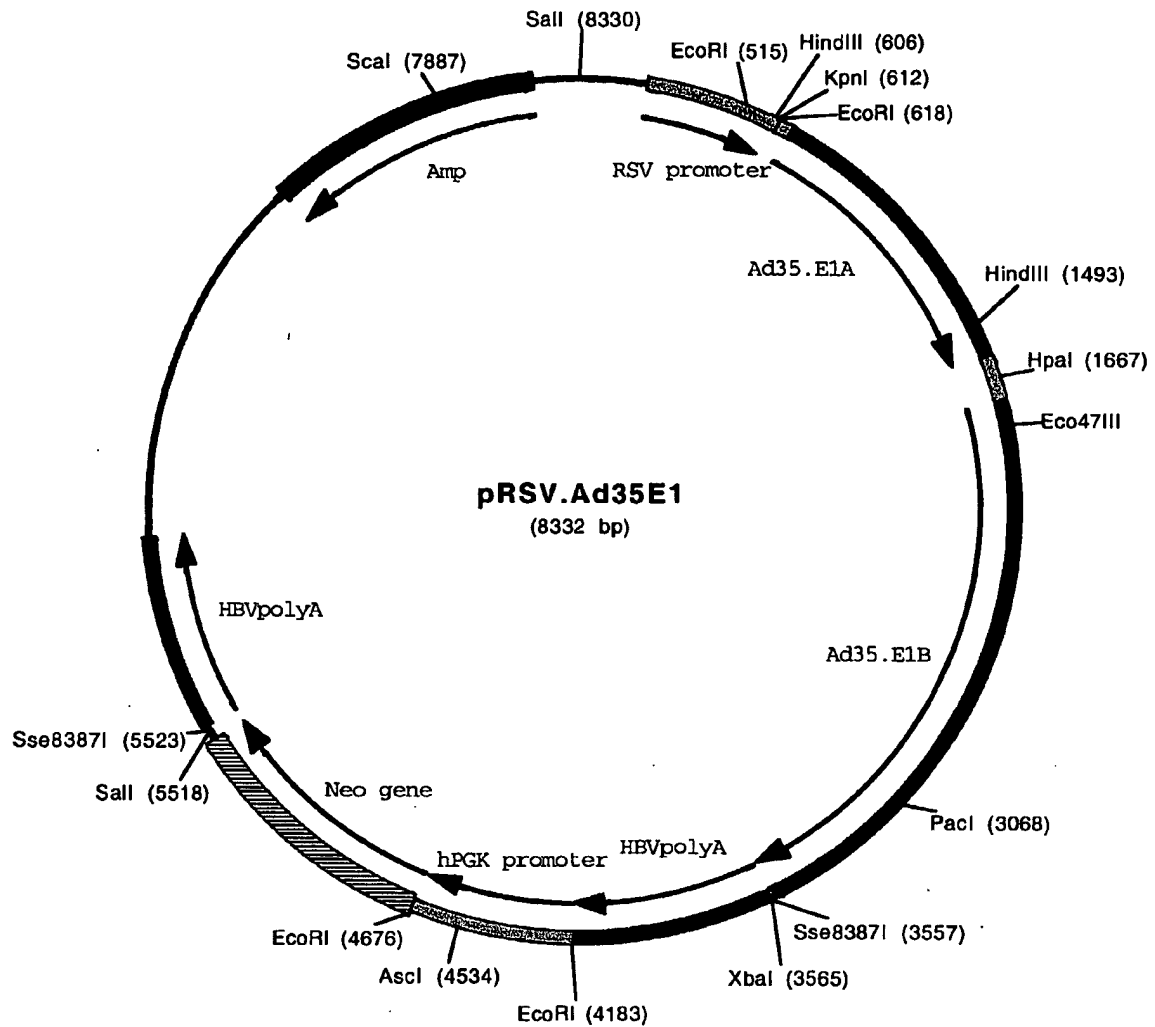 SalI (8330)
EcoRI (515)
HindIII (606)
KpnI (612)
EcoRI (618)
ScaI (7887)
Amp
RSV promoter
Ad35.E1A
HindIII (1493)
HpaI (1667)
Eco47III
pRSV.Ad35E1
(8332 bp)
HBVpolyA
Ad35.E1B
Sse8387I (5523)
SalI (5518)
Neo gene
PacI (3068)
hPGK promoter
HBVpolyA
EcoRI (4676)
Sse8387I (3557)
AscI (4534)
XbaI (3565)
EcoRI (4183)